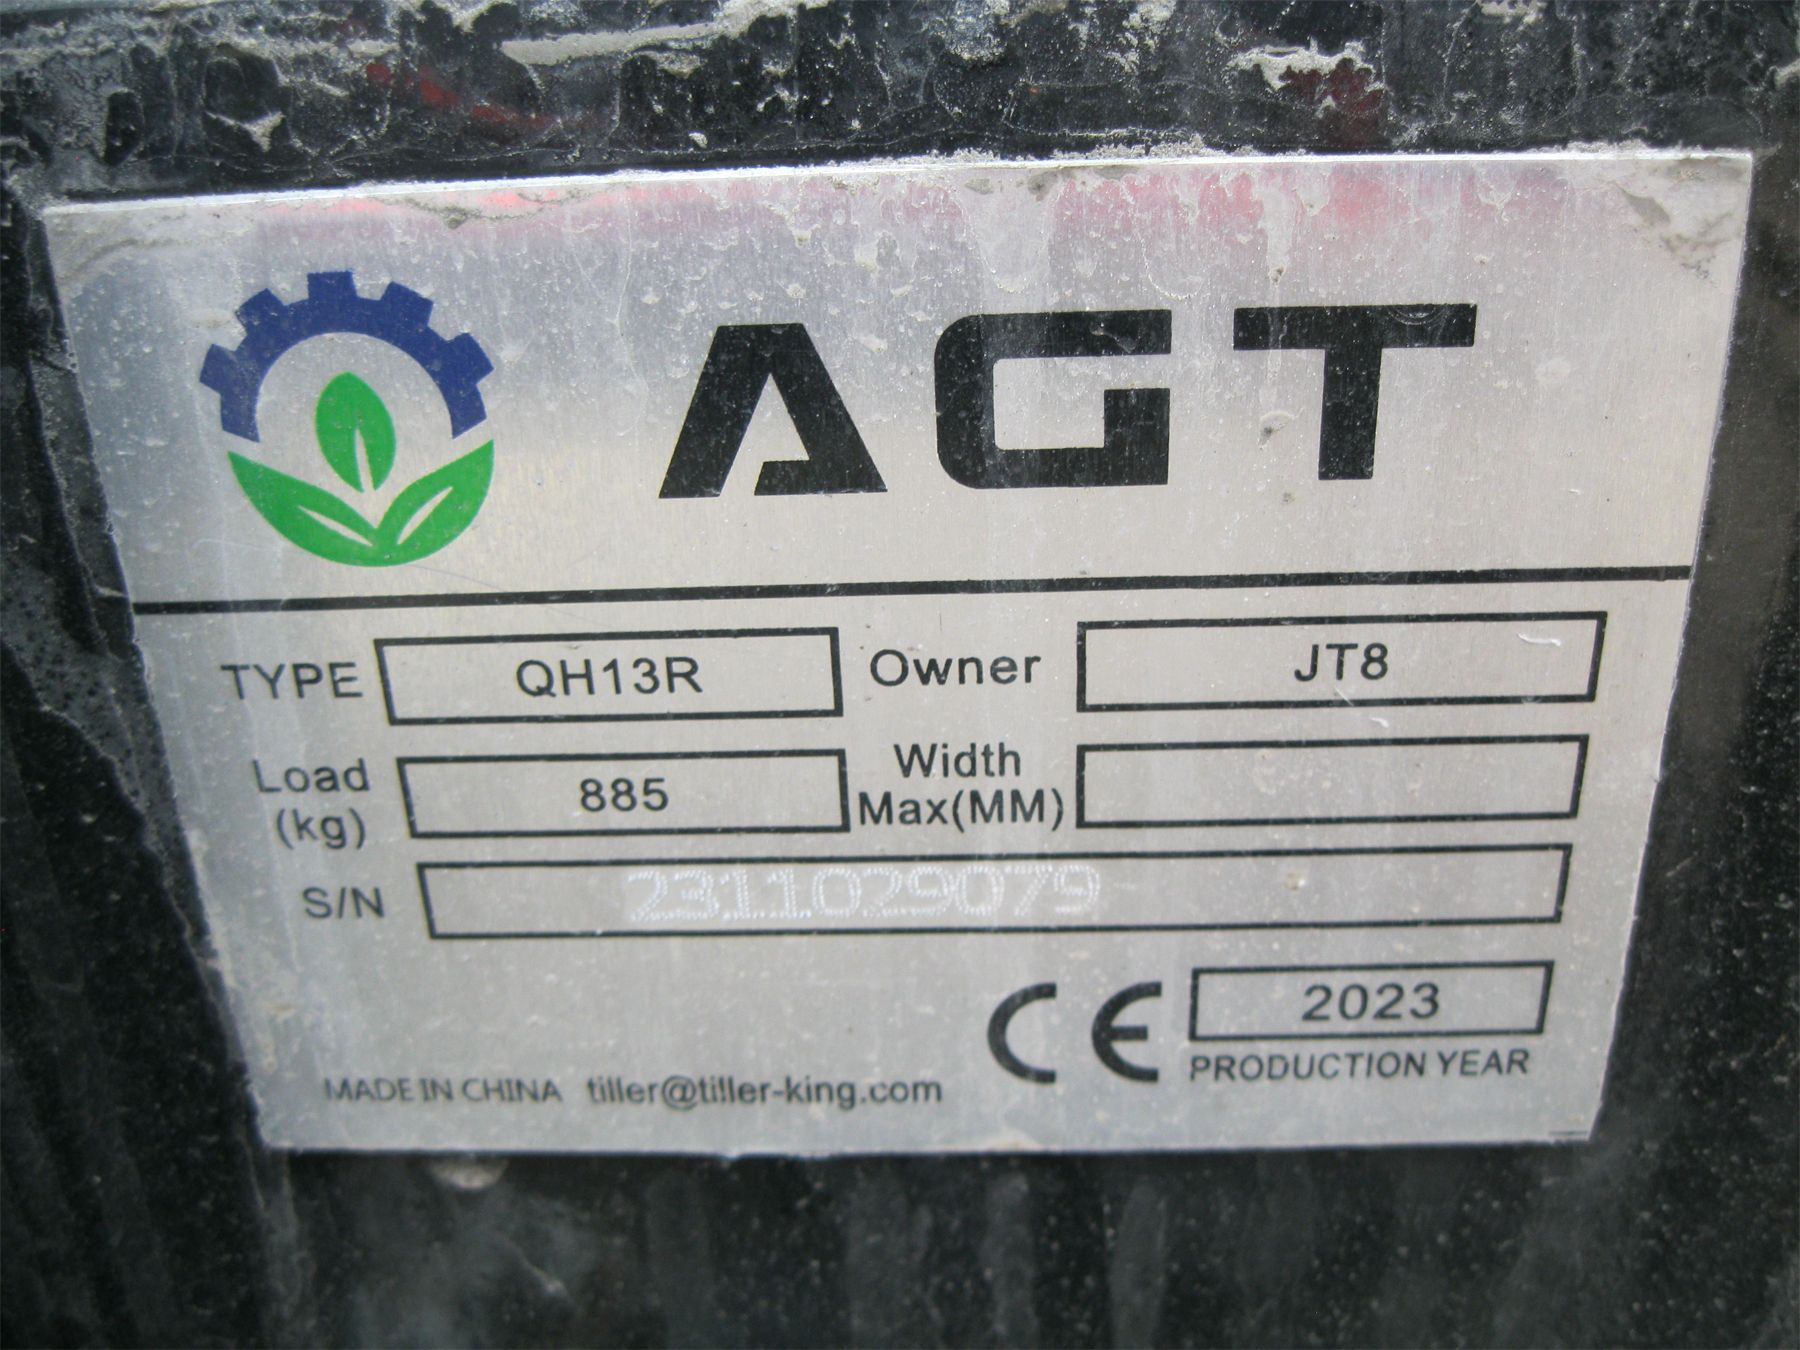 AGT
TYPE QH13R Owner JT8
Load (kg) 885 Width Max(MM)
S/N 2311029079
CE 2023
PRODUCTION YEAR
MADE IN CHINA tiller@tiller-king.com